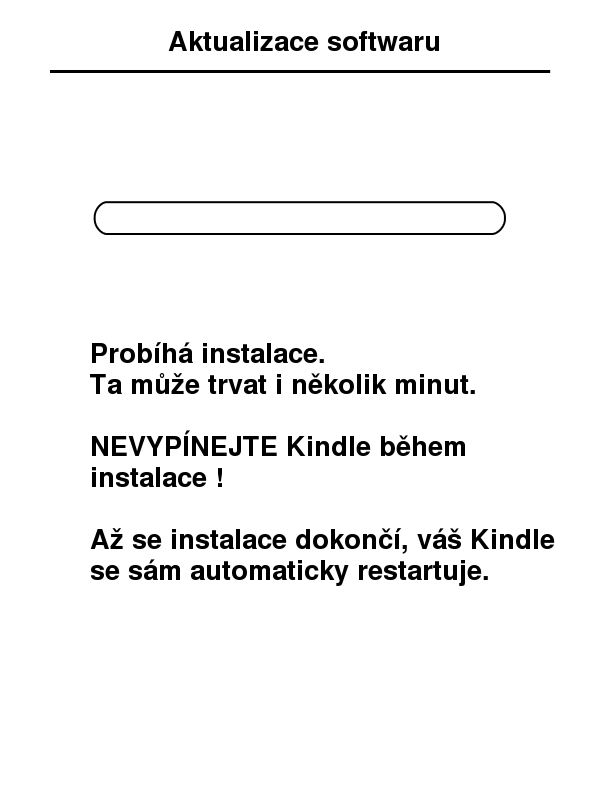 Aktualizace softwaru
Probíhá instalace.
Ta může trvat i několik minut.
NEVYPÍNEJTE Kindle během
instalace !
Až se instalace dokončí, váš Kindle
se sám automaticky restartuje.